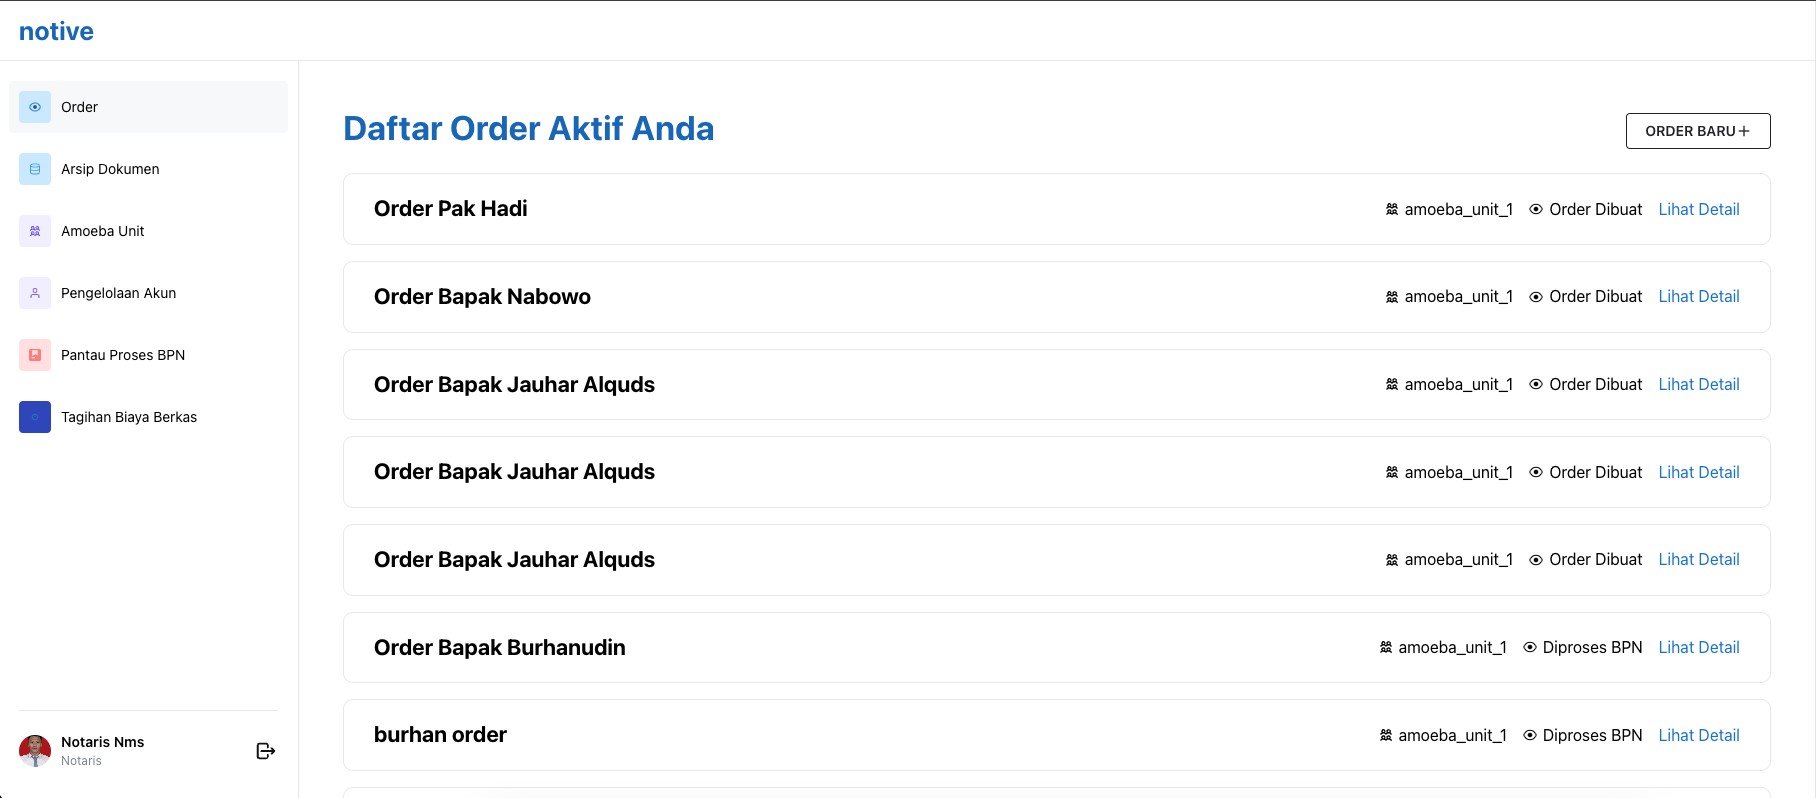 notive
Order
Arsip Dokumen
Amoeba Unit
Pengelolaan Akun
Pantau Proses BPN
Tagihan Biaya Berkas
Notaris Nms
Notaris
Daftar Order Aktif Anda
ORDER BARU+
Order Pak Hadi amoeba_unit_1 Order Dibuat Lihat Detail
Order Bapak Nabowo amoeba_unit_1 Order Dibuat Lihat Detail
Order Bapak Jauhar Alquds amoeba_unit_1 Order Dibuat Lihat Detail
Order Bapak Jauhar Alquds amoeba_unit_1 Order Dibuat Lihat Detail
Order Bapak Jauhar Alquds amoeba_unit_1 Order Dibuat Lihat Detail
Order Bapak Burhanudin amoeba_unit_1 Diproses BPN Lihat Detail
burhan order amoeba_unit_1 Diproses BPN Lihat Detail